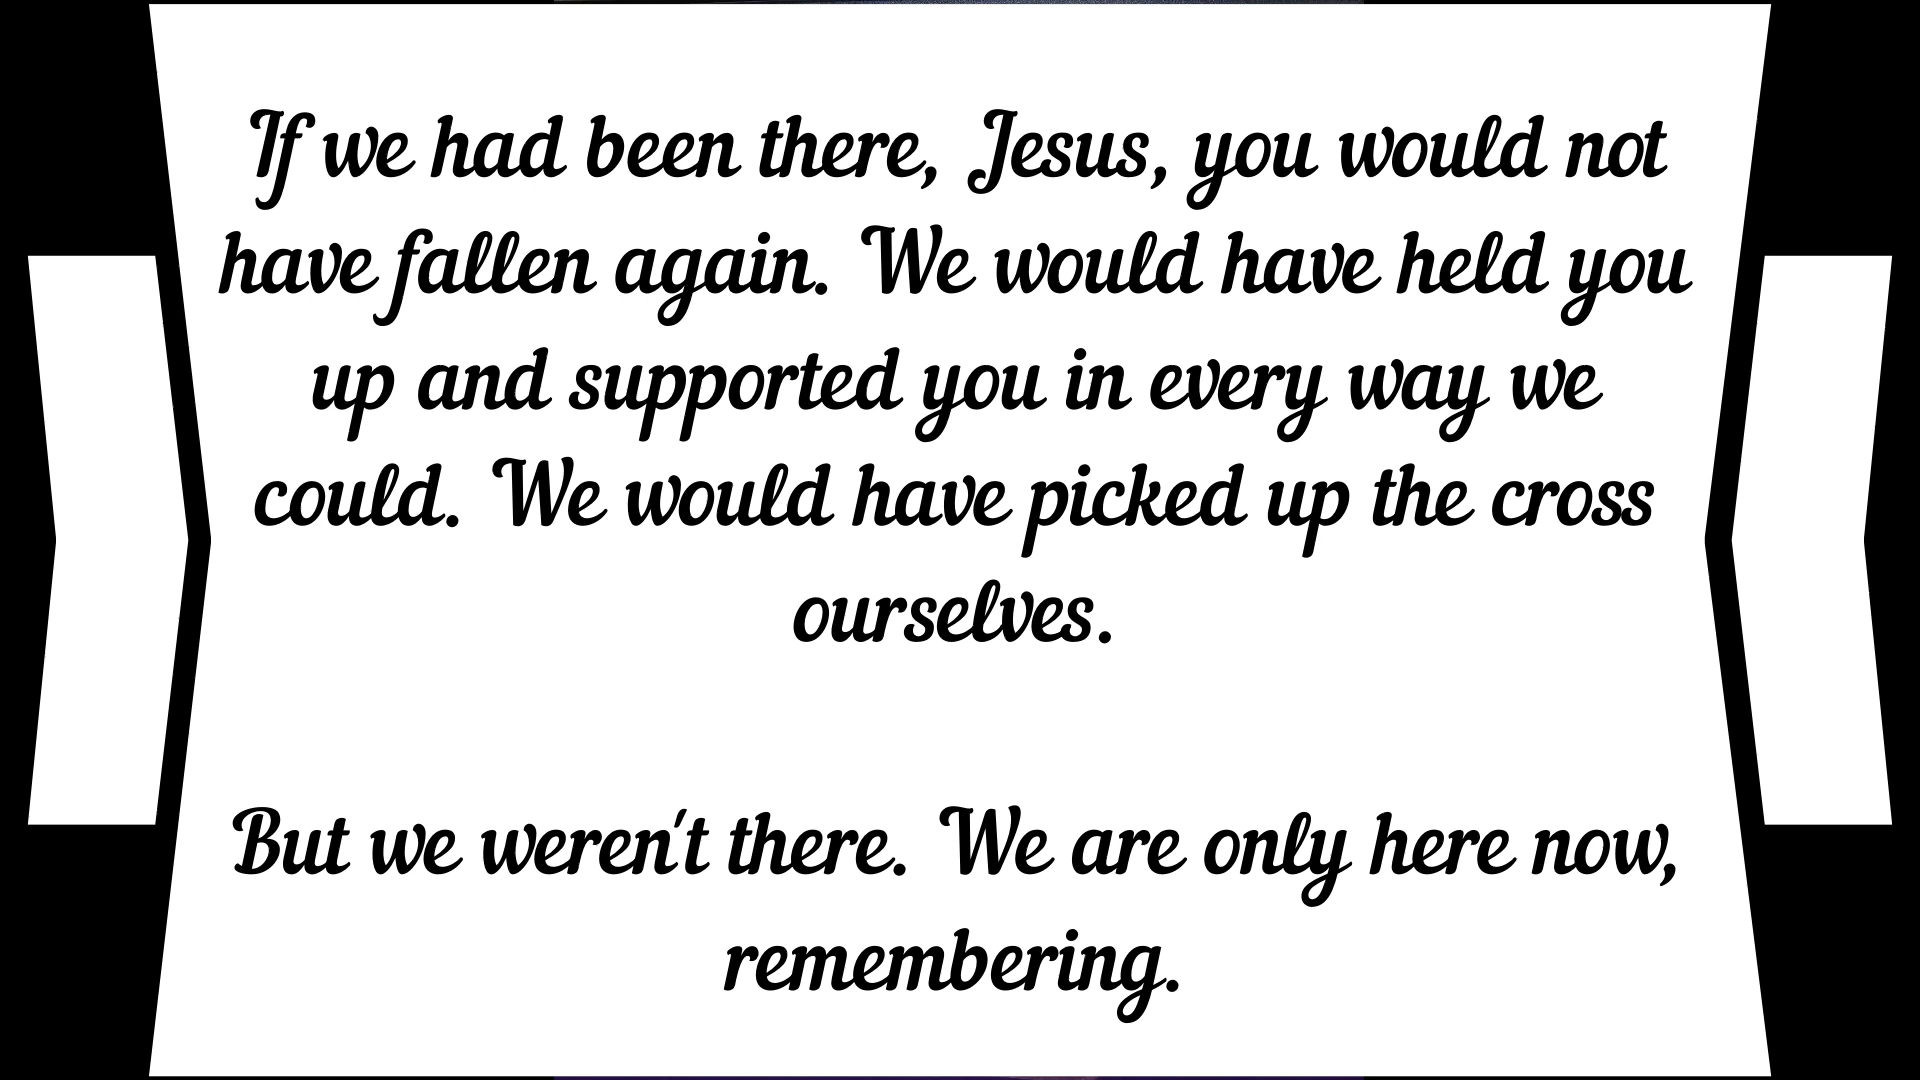 If we had been there, Jesus, you would not
have fallen again. We would have held you
up and supported you in every way we
could. We would have picked up the cross
ourselves.
But we weren't there. We are only here now,
remembering.